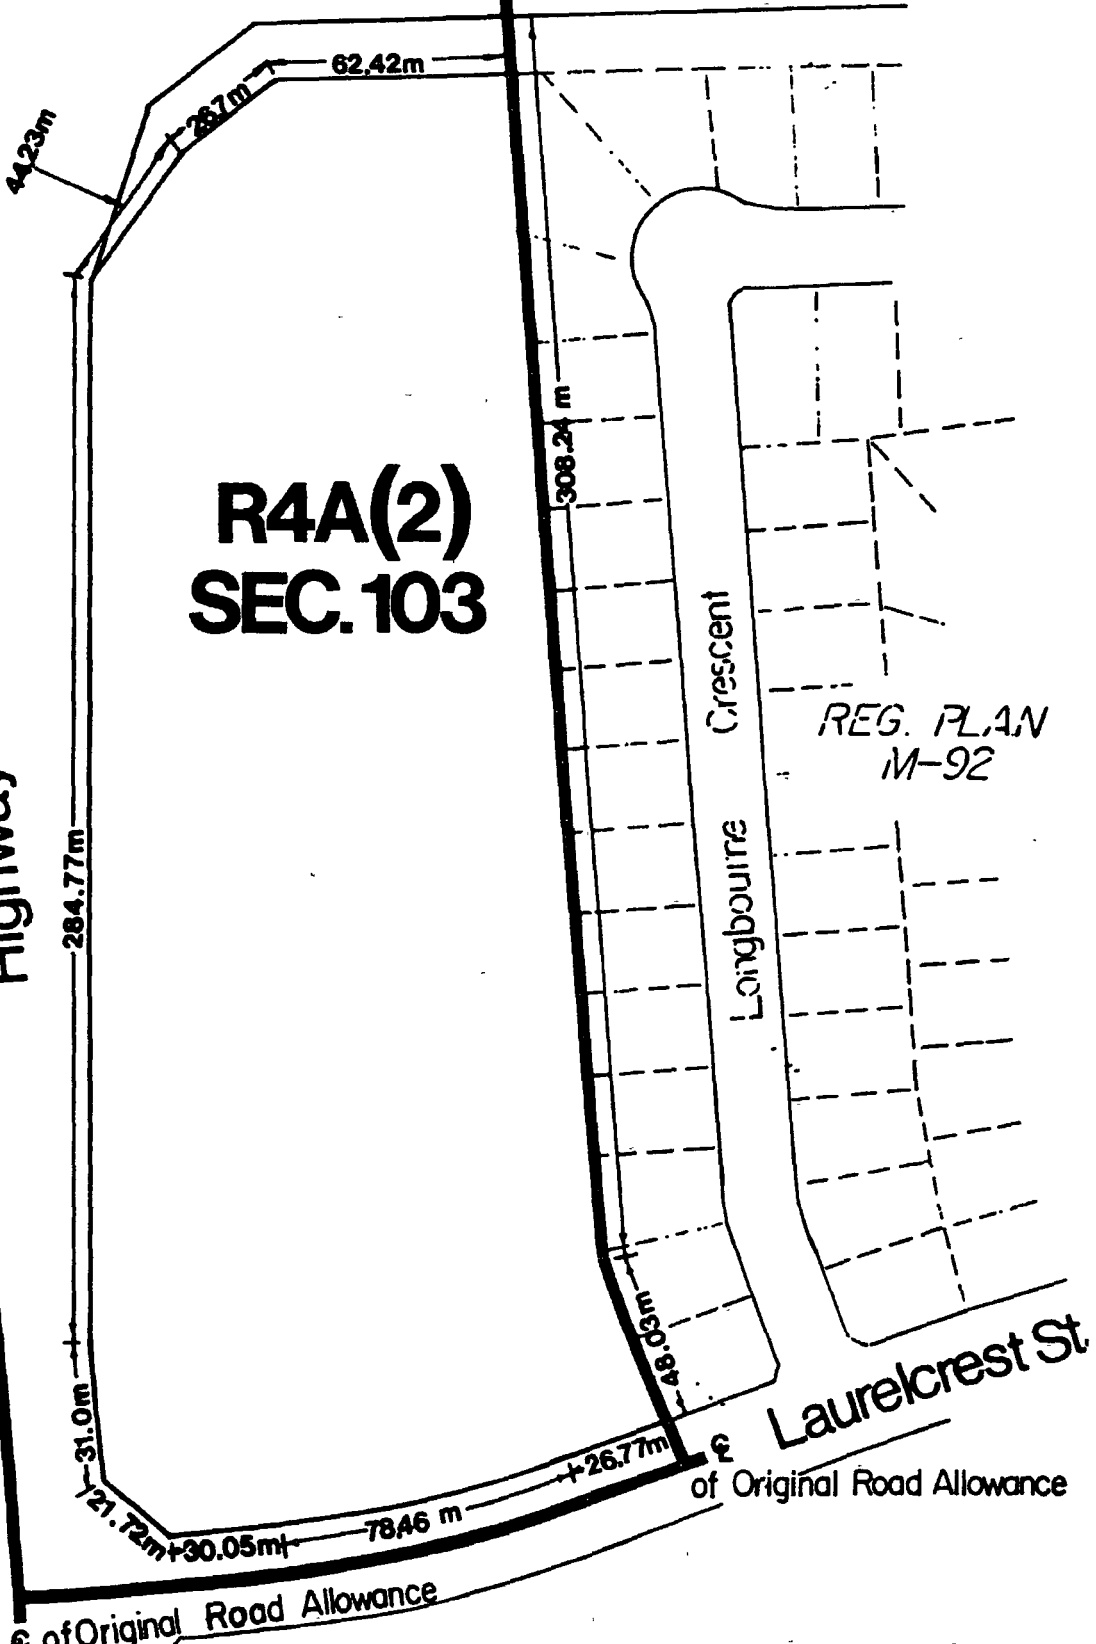 62.42m
26.7m
44.23m
308.24 m
R4A(2)
SEC. 103
Crescent
REG. PLAN
M-92
Highway
284.77m
Longbourne
48.03m
31.0m
Laurelcrest St.
26.77m
℄
of Original Road Allowance
21.72m
30.05m
78.46 m
℄ of Original Road Allowance